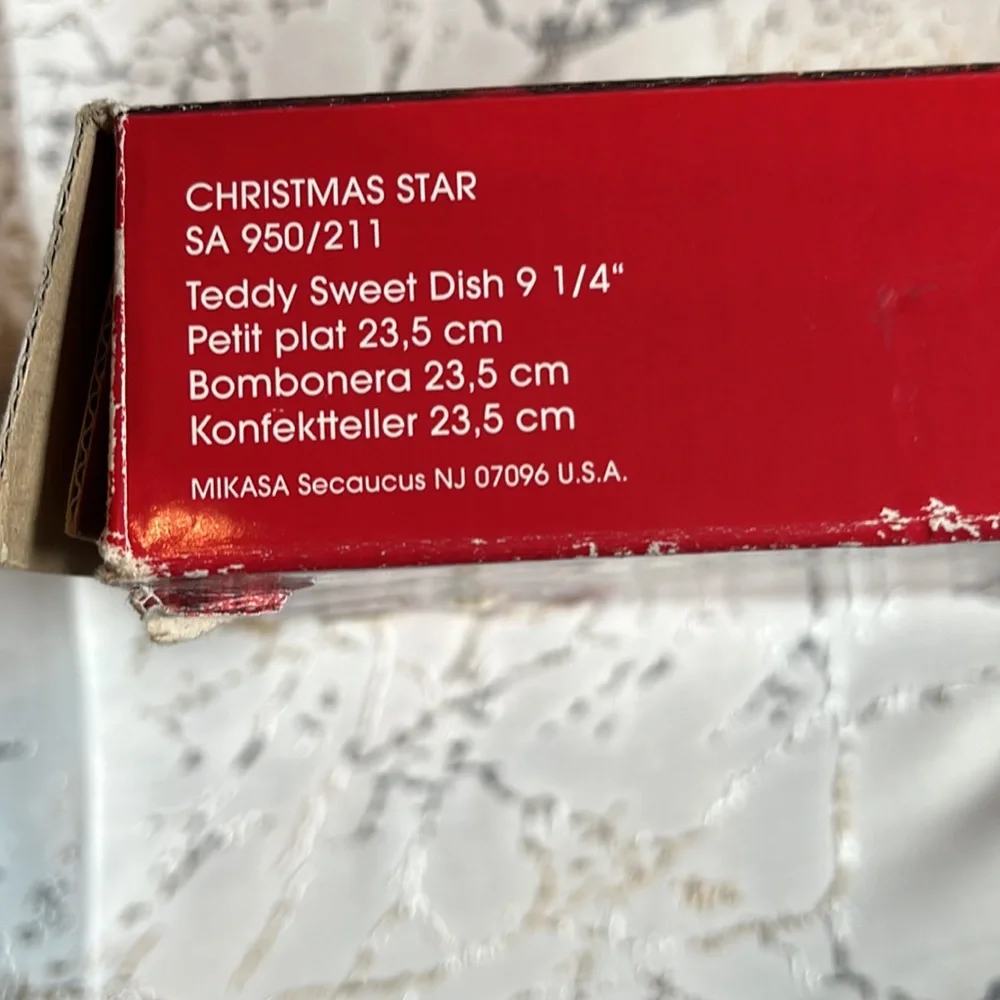 CHRISTMAS STAR
SA 950/211
Teddy Sweet Dish 9 1/4“
Petit plat 23,5 cm
Bombonera 23,5 cm
Konfektteller 23,5 cm
MIKASA Secaucus NJ 07096 U.S.A.